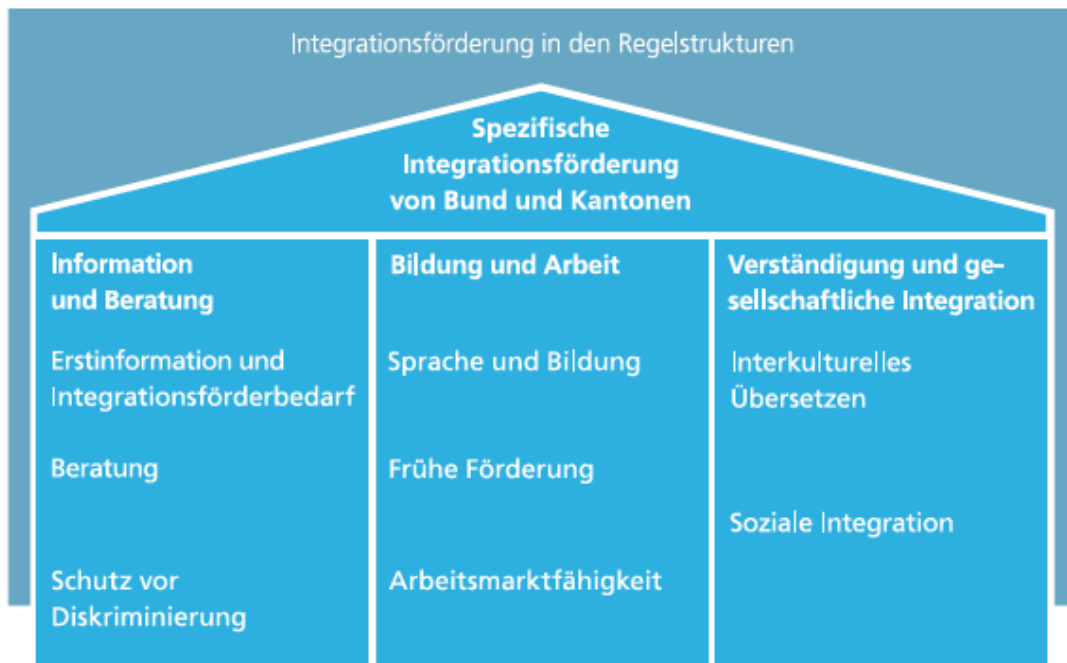 Integrationsförderung in den Regelstrukturen
Spezifische
Integrationsförderung
von Bund und Kantonen
Information
und Beratung
Erstinformation und
Integrationsförderbedarf
Beratung
Schutz vor
Diskriminierung
Bildung und Arbeit
Sprache und Bildung
Frühe Förderung
Arbeitsmarktfähigkeit
Verständigung und ge-
sellschaftliche Integration
Interkulturelles
Übersetzen
Soziale Integration